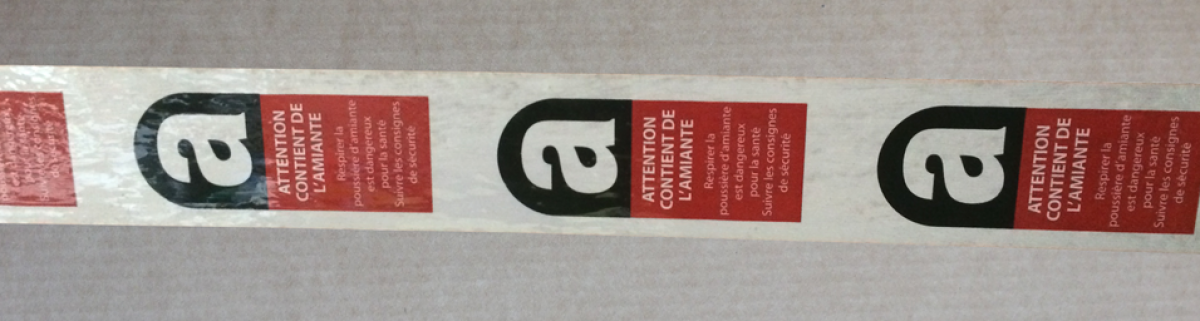 a
ATTENTION
CONTIENT DE
L'AMIANTE
Respirer la
poussière d'amiante
est dangereux
pour la santé
Suivre les consignes
de sécurité
a
ATTENTION
CONTIENT DE
L'AMIANTE
Respirer la
poussière d'amiante
est dangereux
pour la santé
Suivre les consignes
de sécurité
a
ATTENTION
CONTIENT DE
L'AMIANTE
Respirer la
poussière d'amiante
est dangereux
pour la santé
Suivre les consignes
de sécurité